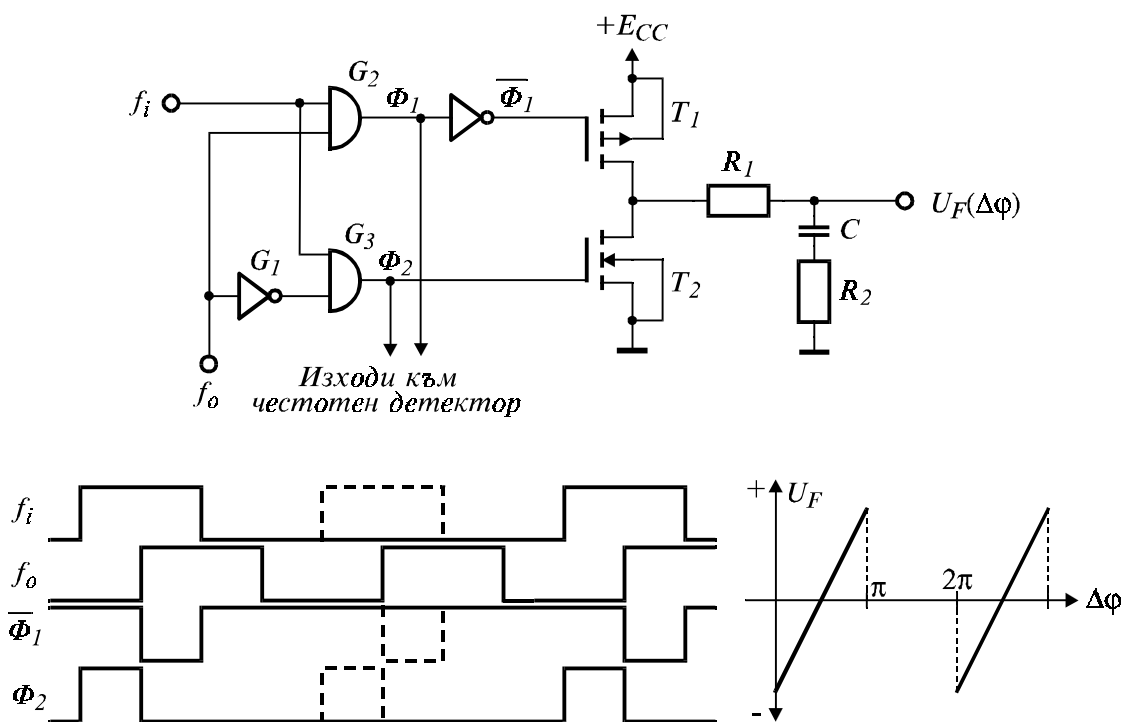 +E_CC
G_2
f_i
Φ_1
Φ̅_1
T_1
R_1
U_F(Δφ)
C
G_3
G_1
Φ_2
T_2
R_2
f_o
Изходи към
честотен детектор
f_i
f_o
Φ̅_1
Φ_2
+
U_F
π
2π
Δφ
-